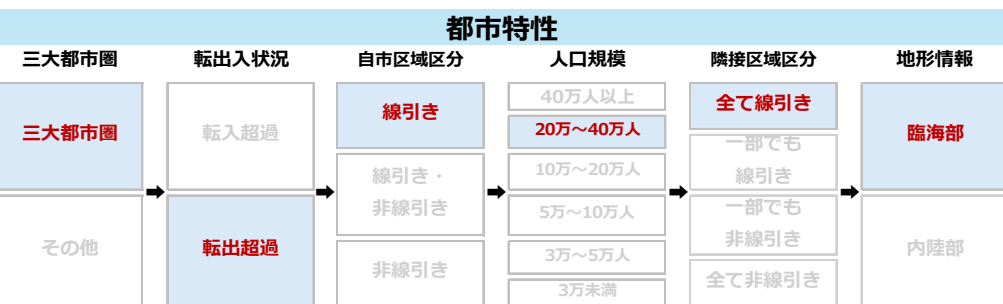 都市特性
三大都市圏
転出入状況
自市区域区分
人口規模
隣接区域区分
地形情報
三大都市圏
その他
転入超過
転出超過
線引き
線引き・
非線引き
非線引き
40万人以上
20万～40万人
10万～20万人
5万～10万人
3万～5万人
3万未満
全て線引き
一部でも
線引き
一部でも
非線引き
全て非線引き
臨海部
内陸部